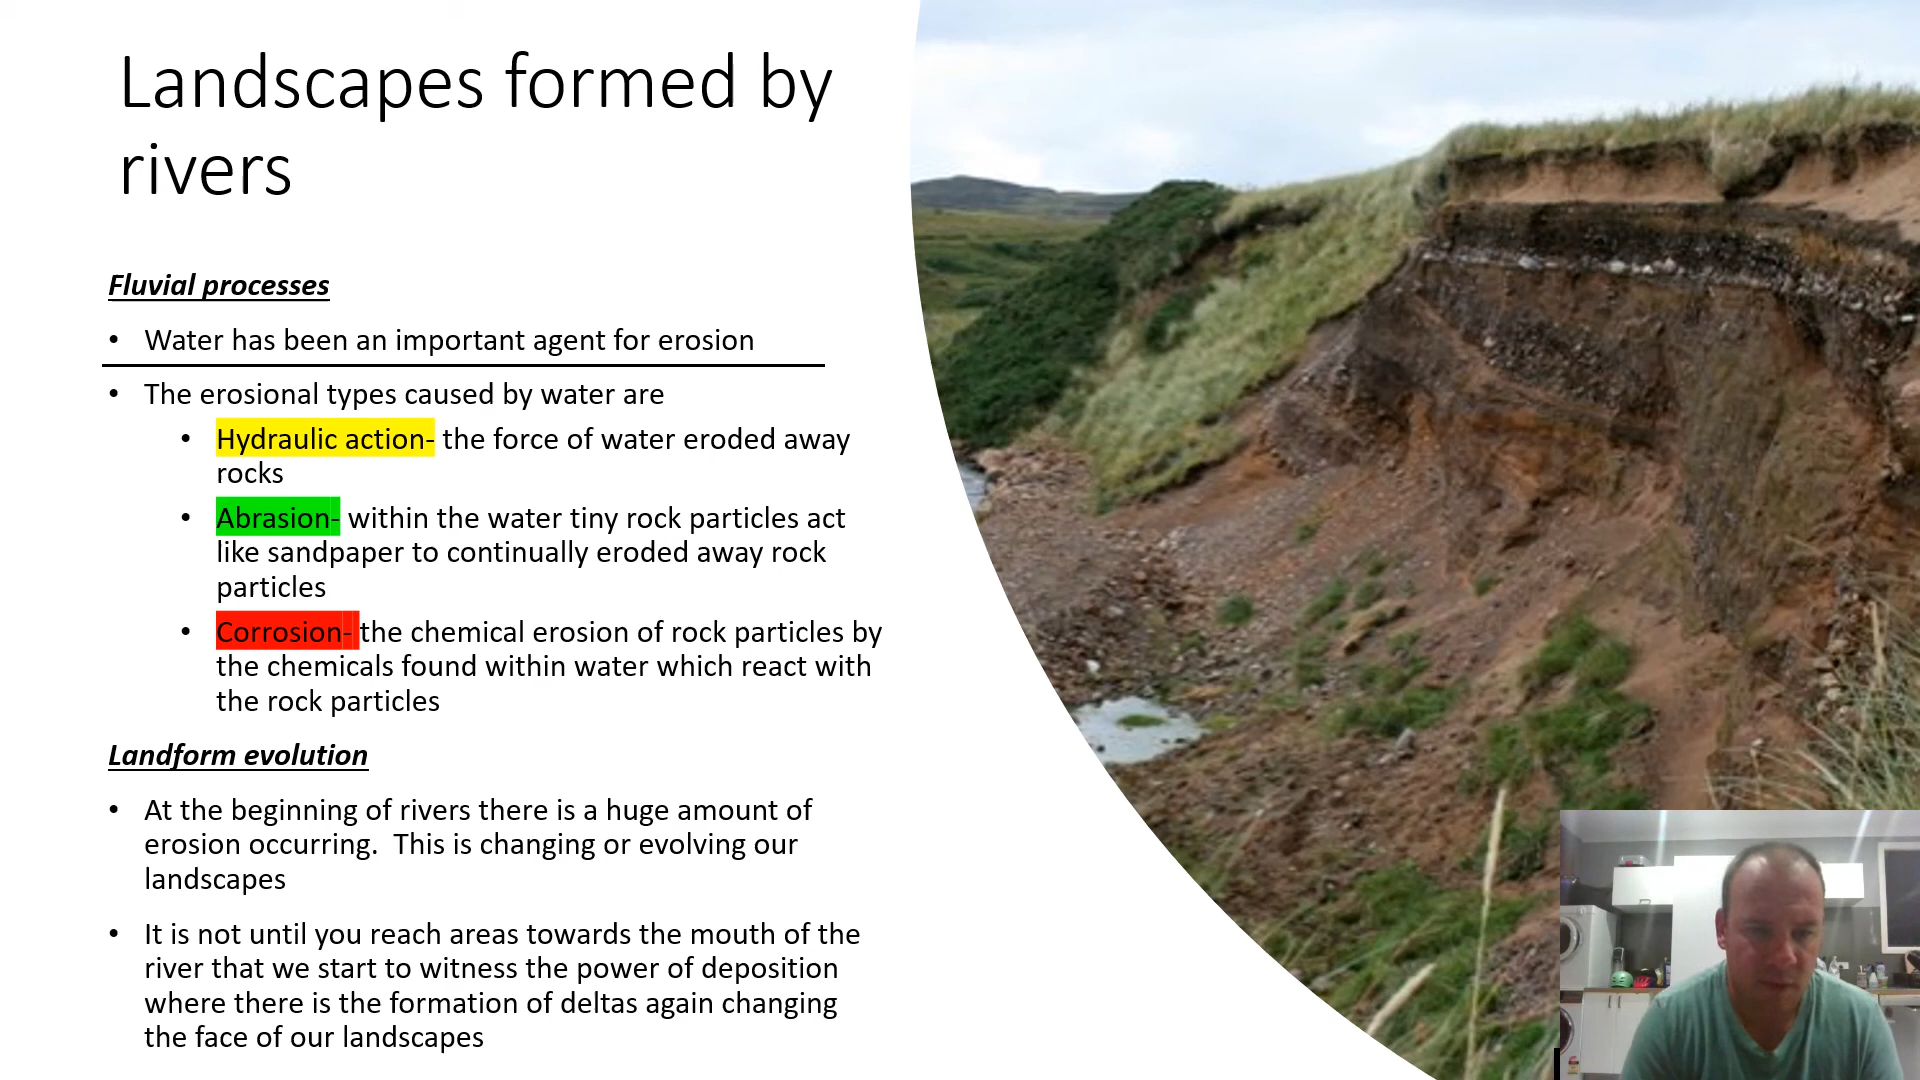 Landscapes formed by
rivers
Fluvial processes
• Water has been an important agent for erosion
• The erosional types caused by water are
• Hydraulic action- the force of water eroded away
rocks
• Abrasion- within the water tiny rock particles act
like sandpaper to continually eroded away rock
particles
• Corrosion- the chemical erosion of rock particles by
the chemicals found within water which react with
the rock particles
Landform evolution
• At the beginning of rivers there is a huge amount of
erosion occurring.  This is changing or evolving our
landscapes
• It is not until you reach areas towards the mouth of the
river that we start to witness the power of deposition
where there is the formation of deltas again changing
the face of our landscapes